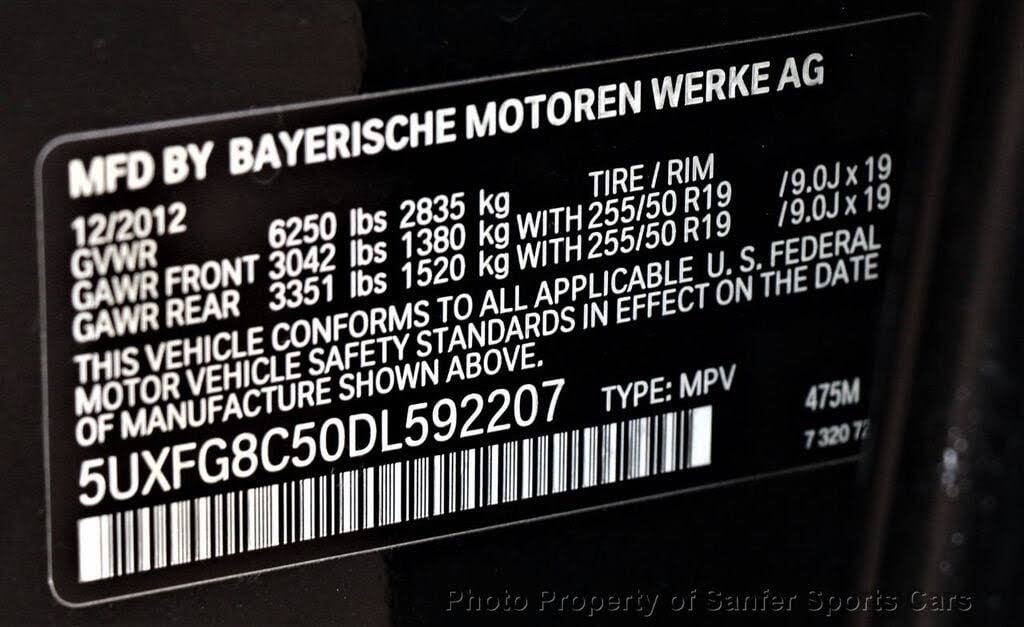 MFD BY BAYERISCHE MOTOREN WERKE AG
12/2012 TIRE / RIM
GVWR 6250 lbs 2835 kg
GAWR FRONT 3042 lbs 1380 kg WITH 255/50 R19 /9.0J x 19
GAWR REAR 3351 lbs 1520 kg WITH 255/50 R19 /9.0J x 19
THIS VEHICLE CONFORMS TO ALL APPLICABLE U. S. FEDERAL
MOTOR VEHICLE SAFETY STANDARDS IN EFFECT ON THE DATE
OF MANUFACTURE SHOWN ABOVE.
5UXFG8C50DL592207 TYPE: MPV 475M
7 320
Photo Property of Sanfer Sports Cars